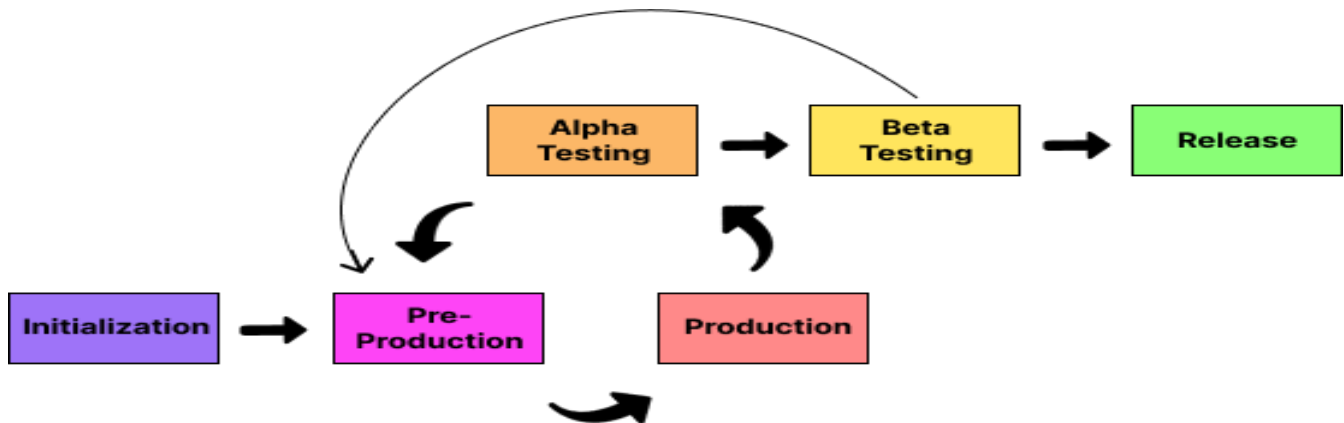 Alpha
Testing
Beta
Testing
Release
Initialization
Pre-
Production
Production